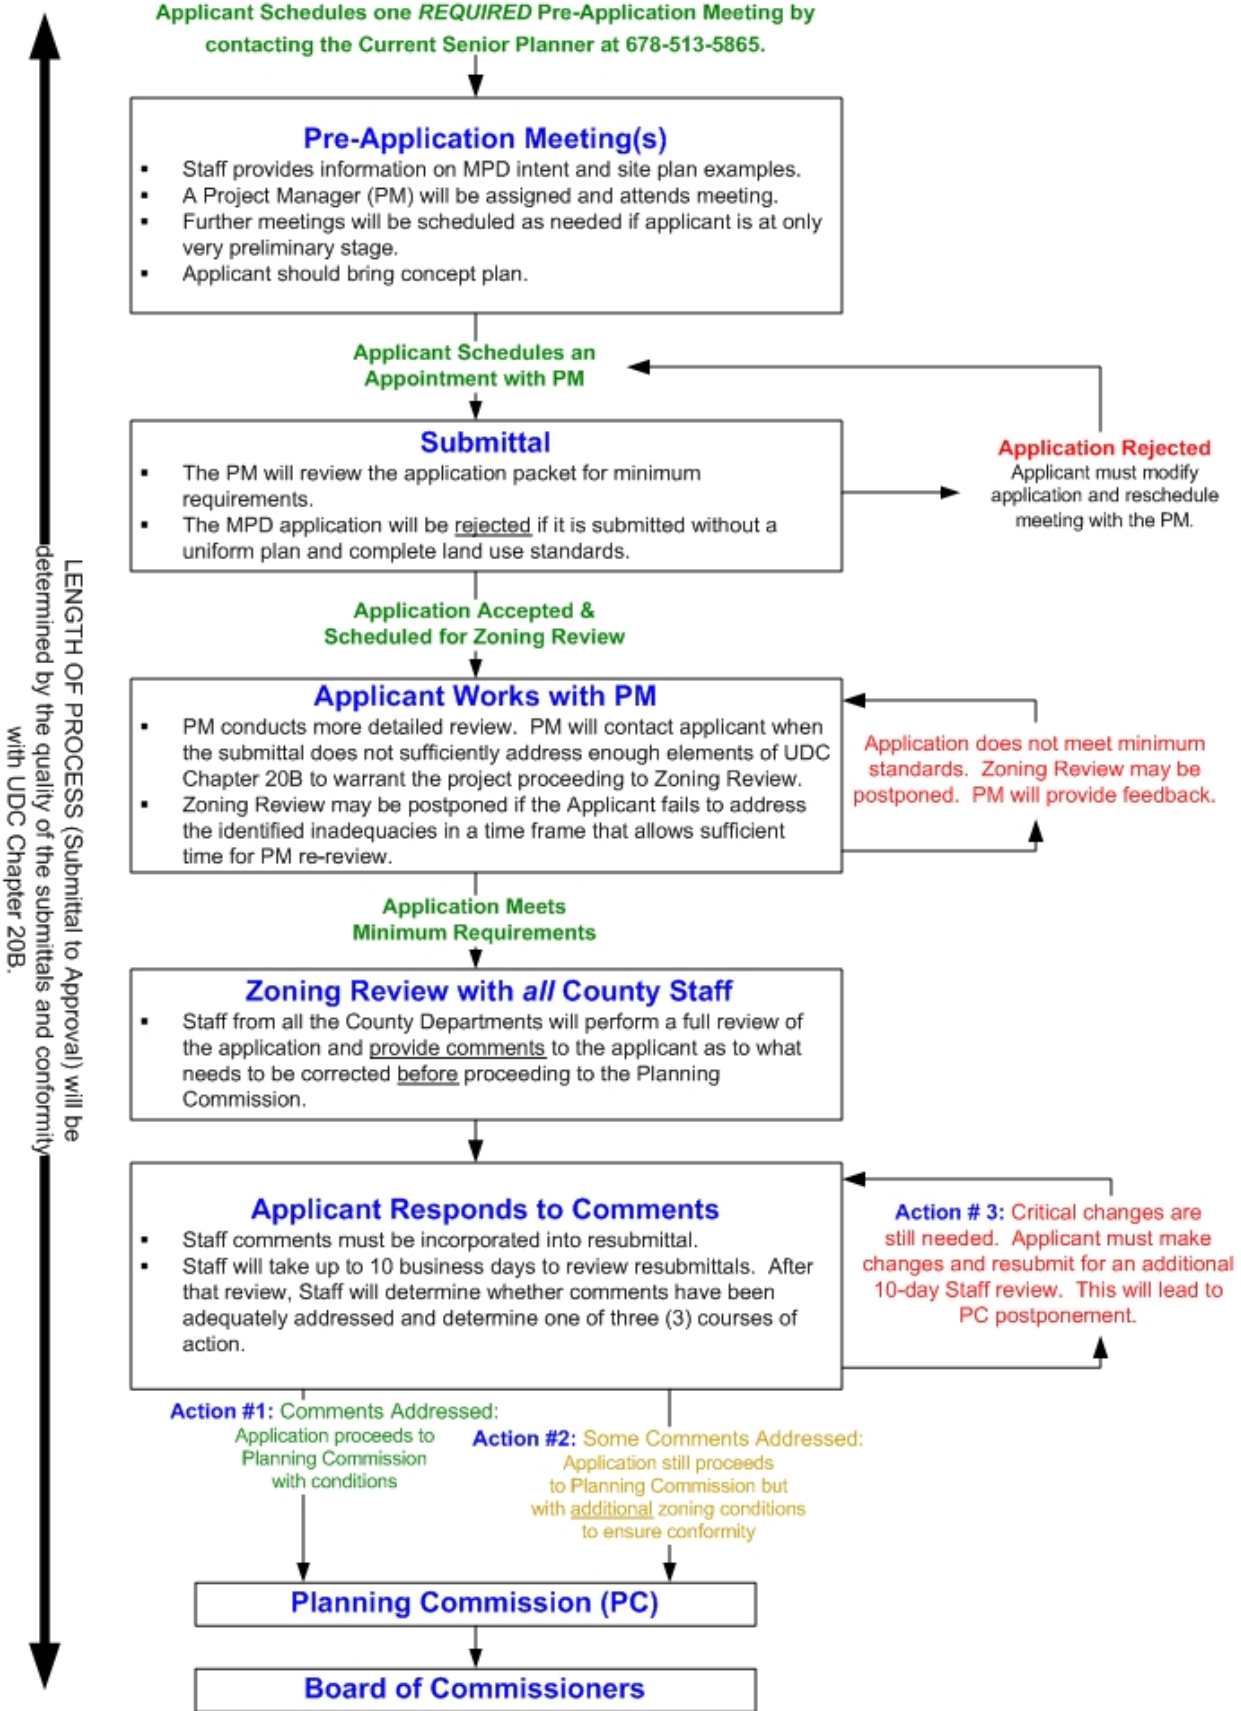 Applicant Schedules one REQUIRED Pre-Application Meeting by
contacting the Current Senior Planner at 678-513-5865.
Pre-Application Meeting(s)
▪ Staff provides information on MPD intent and site plan examples.
▪ A Project Manager (PM) will be assigned and attends meeting.
▪ Further meetings will be scheduled as needed if applicant is at only
very preliminary stage.
▪ Applicant should bring concept plan.
Applicant Schedules an
Appointment with PM
Submittal
▪ The PM will review the application packet for minimum
requirements.
▪ The MPD application will be rejected if it is submitted without a
uniform plan and complete land use standards.
Application Rejected
Applicant must modify
application and reschedule
meeting with the PM.
Application Accepted &
Scheduled for Zoning Review
Applicant Works with PM
▪ PM conducts more detailed review.  PM will contact applicant when
the submittal does not sufficiently address enough elements of UDC
Chapter 20B to warrant the project proceeding to Zoning Review.
▪ Zoning Review may be postponed if the Applicant fails to address
the identified inadequacies in a time frame that allows sufficient
time for PM re-review.
Application does not meet minimum
standards.  Zoning Review may be
postponed.  PM will provide feedback.
Application Meets
Minimum Requirements
Zoning Review with all County Staff
▪ Staff from all the County Departments will perform a full review of
the application and provide comments to the applicant as to what
needs to be corrected before proceeding to the Planning
Commission.
Applicant Responds to Comments
▪ Staff comments must be incorporated into resubmittal.
▪ Staff will take up to 10 business days to review resubmittals.  After
that review, Staff will determine whether comments have been
adequately addressed and determine one of three (3) courses of
action.
Action # 3: Critical changes are
still needed.  Applicant must make
changes and resubmit for an additional
10-day Staff review.  This will lead to
PC postponement.
Action #1: Comments Addressed:
Application proceeds to
Planning Commission
with conditions
Action #2: Some Comments Addressed:
Application still proceeds
to Planning Commission but
with additional zoning conditions
to ensure conformity
Planning Commission (PC)
Board of Commissioners
LENGTH OF PROCESS (Submittal to Approval) will be
determined by the quality of the submittals and conformity
with UDC Chapter 20B.